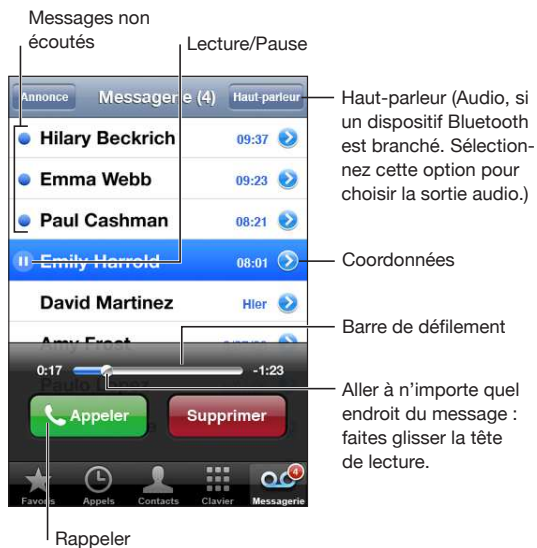 Messages non
écoutés
Lecture/Pause
Annonce
Messagerie (4)
Haut-parleur
Haut-parleur (Audio, si
un dispositif Bluetooth
est branché. Sélection-
nez cette option pour
choisir la sortie audio.)
Hilary Beckrich 09:37
Emma Webb 09:23
Paul Cashman 08:21
Emily Harrold 08:01
Coordonnées
David Martinez Hier
Barre de défilement
Amy Frost
0:17
-1:23
Paulo Lopez
Aller à n’importe quel
endroit du message :
faites glisser la tête
de lecture.
Appeler
Supprimer
4
Favoris
Appels
Contacts
Clavier
Messagerie
Rappeler